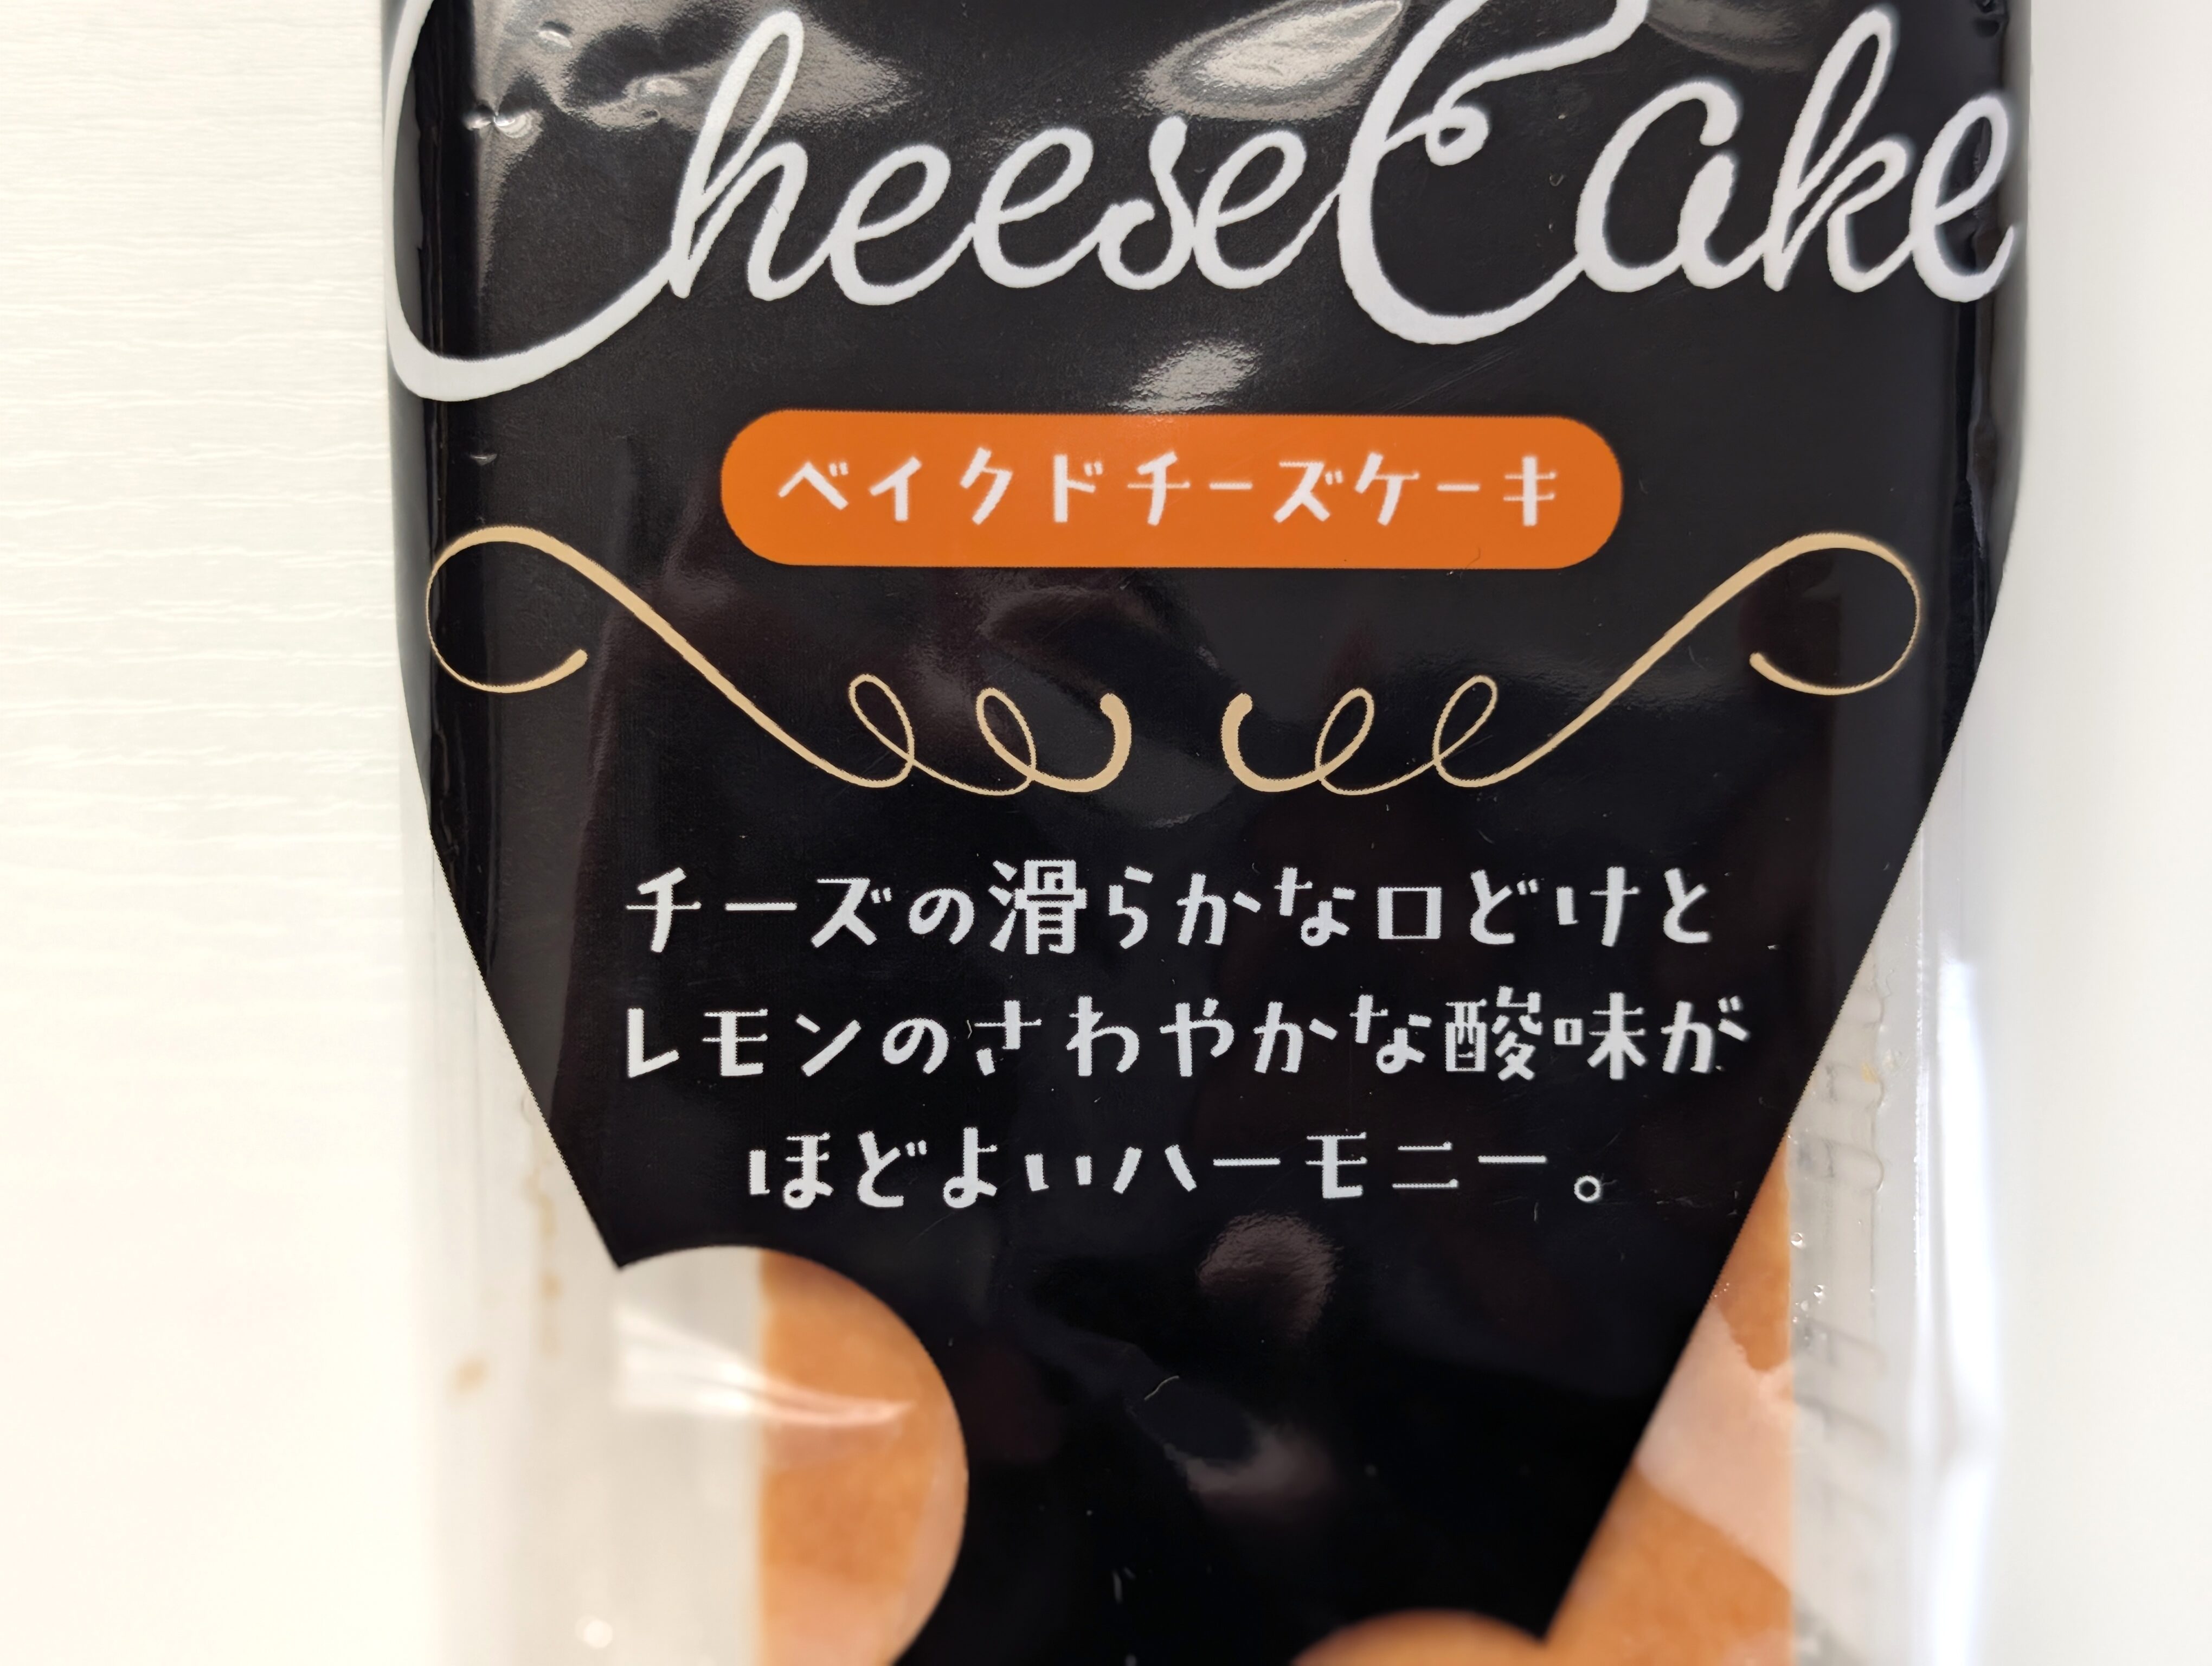 Cheese Cake
ベイクドチーズケーキ
チーズの滑らかな口どけと
レモンのさわやかな酸味が
ほどよいハーモニー。